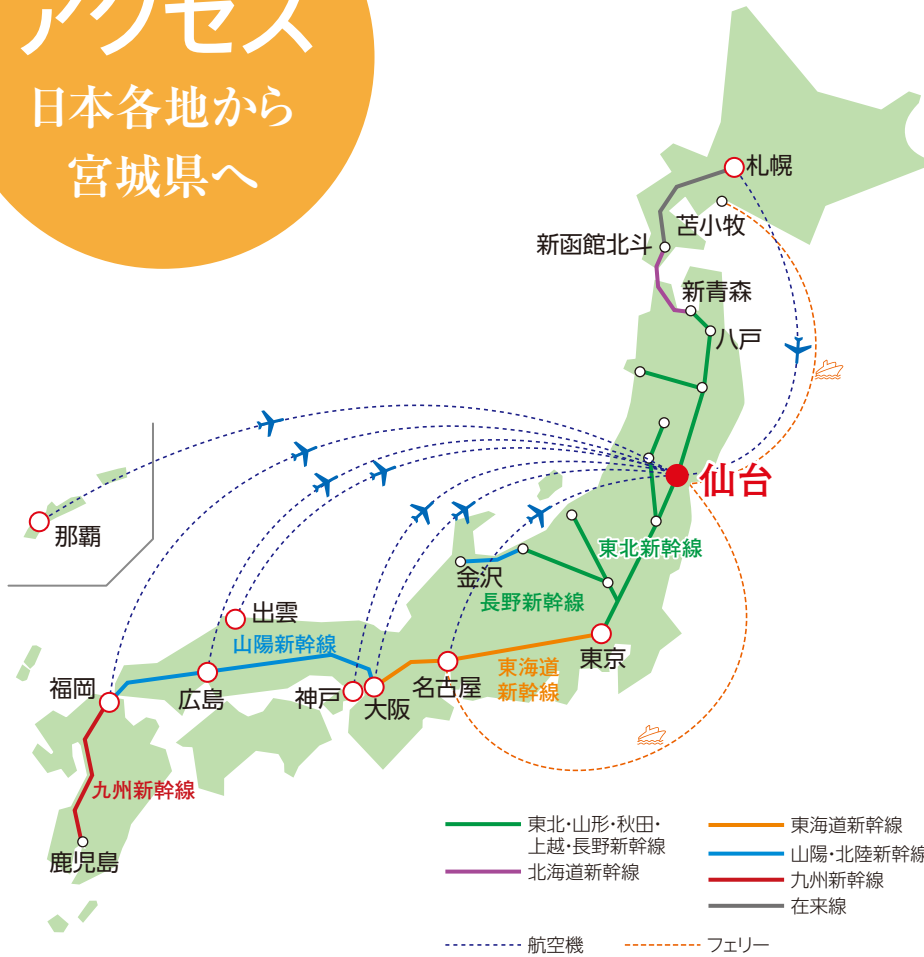 アクセス
日本各地から
宮城県へ
札幌
苫小牧
新函館北斗
新青森
八戸
仙台
那覇
東北新幹線
金沢
長野新幹線
出雲
山陽新幹線
東京
東海道
新幹線
福岡
広島
神戸
大阪
名古屋
九州新幹線
鹿児島
東北・山形・秋田・
上越・長野新幹線
北海道新幹線
東海道新幹線
山陽・北陸新幹線
九州新幹線
在来線
航空機
フェリー